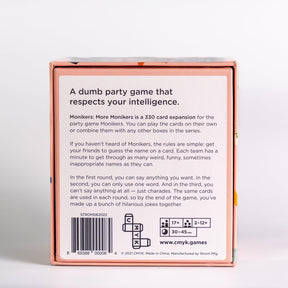 A dumb party game that
respects your intelligence.
Monikers: More Monikers is a 330 card expansion for the
party game Monikers. You can play the cards on their own
or combine them with any other boxes in the series.
If you haven't heard of Monikers, the rules are simple: get
your friends to guess the name on a card. Each team has a
minute to get through as many weird, funny, sometimes
inappropriate names as they can.
In the first round, you can say anything you want. In the
second, you can only use one word. And in the third, you
can't say anything at all — just charades. The same cards
are used in each round, so by the end of the game, you've
made up a bunch of hilarious jokes together.
17+
2-12+
30-45
www.cmyk.games
C
M
Y
K